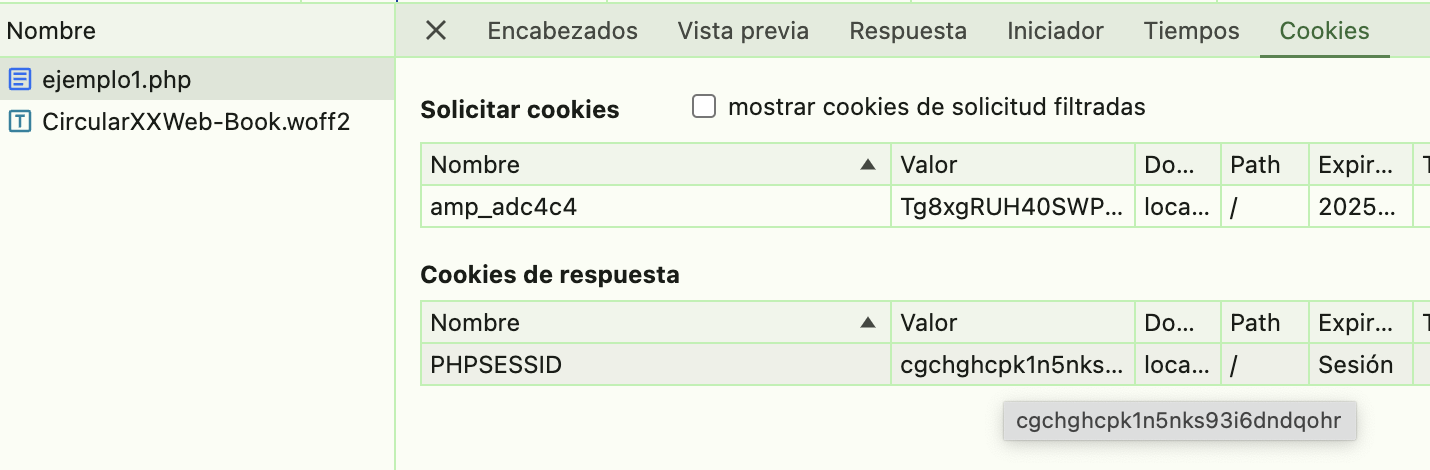 Nombre
Encabezados Vista previa Respuesta Iniciador Tiempos Cookies
ejemplo1.php
CircularXXWeb-Book.woff2
Solicitar cookies mostrar cookies de solicitud filtradas
Nombre Valor Do... Path Expir...
amp_adc4c4 Tg8xgRUH40SWP... loca... / 2025...
Cookies de respuesta
Nombre Valor Do... Path Expir...
PHPSESSID cgchghcpk1n5nks... loca... / Sesión
cgchghcpk1n5nks93i6dndqohr